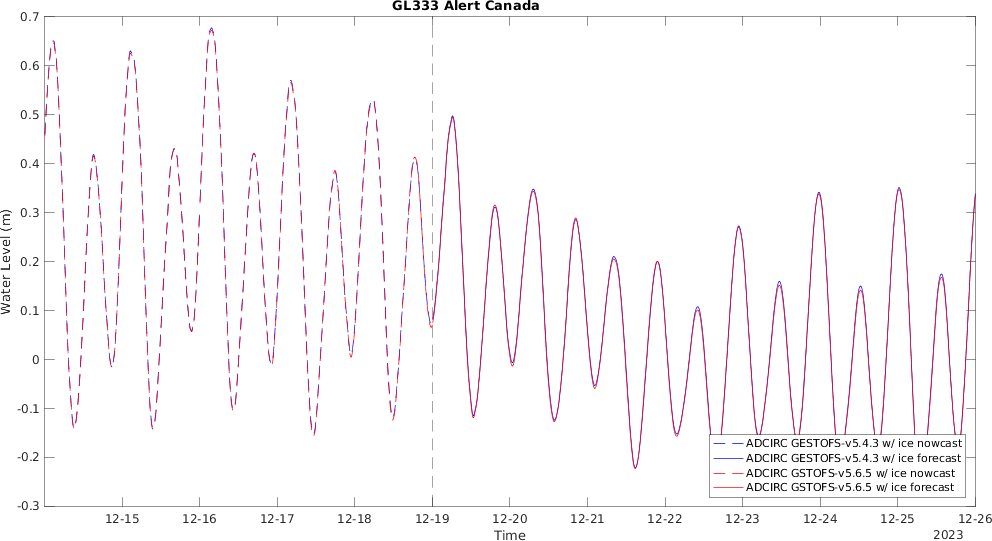 GL333 Alert Canada
Water Level (m)
0.7
0.6
0.5
0.4
0.3
0.2
0.1
0
-0.1
-0.2
-0.3
ADCIRC GESTOFS-v5.4.3 w/ ice nowcast
ADCIRC GESTOFS-v5.4.3 w/ ice forecast
ADCIRC GSTOFS-v5.6.5 w/ ice nowcast
ADCIRC GSTOFS-v5.6.5 w/ ice forecast
12-15 12-16 12-17 12-18 12-19 12-20 12-21 12-22 12-23 12-24 12-25 12-26
Time
2023